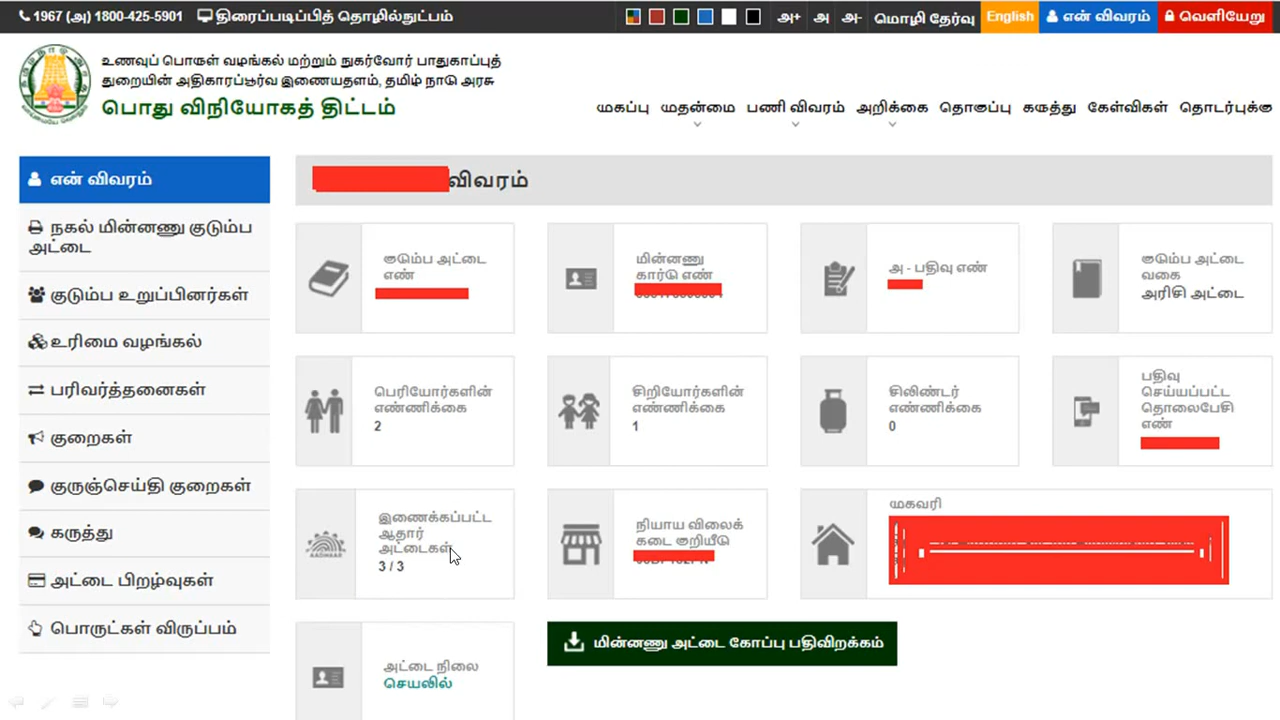 1967 (அ) 1800-425-5901 திரைப்படிப்பித் தொழில்நுட்பம்
அ+ அ அ- மொழி தேர்வு English என் விவரம் வெளியேறு
உணவுப் பொருள் வழங்கல் மற்றும் நுகர்வோர் பாதுகாப்புத்
துறையின் அதிகாரப்பூர்வ இணையதளம், தமிழ் நாடு அரசு
பொது விநியோகத் திட்டம்
முகப்பு முதன்மை பணி விவரம் அறிக்கை தொகுப்பு கருத்து கேள்விகள் தொடர்புக்கு
என் விவரம்
நகல் மின்னணு குடும்ப
அட்டை
குடும்ப உறுப்பினர்கள்
உரிமை வழங்கல்
பரிவர்த்தனைகள்
குறைகள்
குருஞ்செய்தி குறைகள்
கருத்து
அட்டை பிறழ்வுகள்
பொருட்கள் விருப்பம்
விவரம்
குடும்ப அட்டை
எண்
மின்னணு
கார்டு எண்
அ - பதிவு எண்
குடும்ப அட்டை
வகை
அரிசி அட்டை
பெரியோர்களின்
எண்ணிக்கை
2
சிறியோர்களின்
எண்ணிக்கை
1
சிலிண்டர்
எண்ணிக்கை
0
பதிவு
செய்யப்பட்ட
தொலைபேசி
எண்
AADHAAR
இணைக்கப்பட்ட
ஆதார்
அட்டைகள்
3 / 3
நியாய விலைக்
கடை குறியீடு
முகவரி
அட்டை நிலை
செயலில்
மின்னணு அட்டை கோப்பு பதிவிறக்கம்